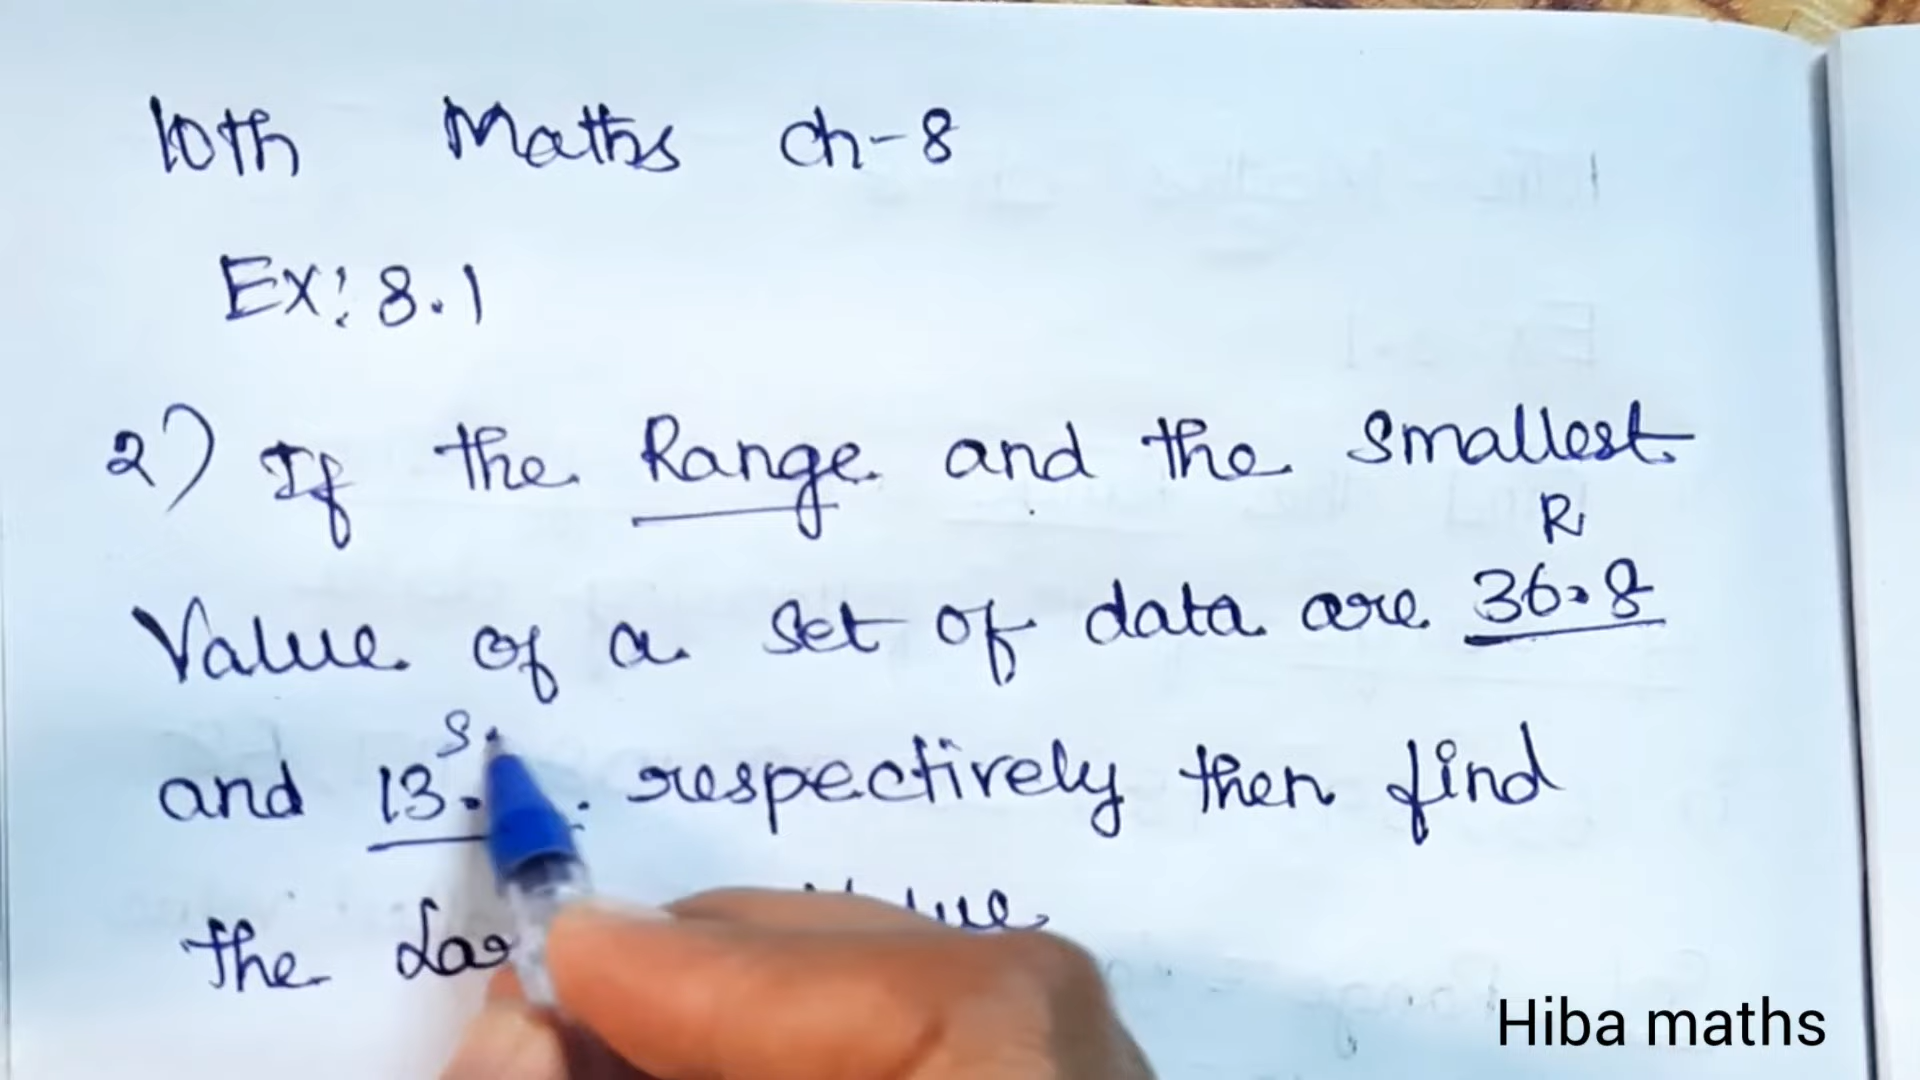 10th Maths ch-8
Ex: 8.1
2) If the Range and the smallest
R
Value of a set of data are 36.8
S
and 13. respectively then find
the
Hiba maths